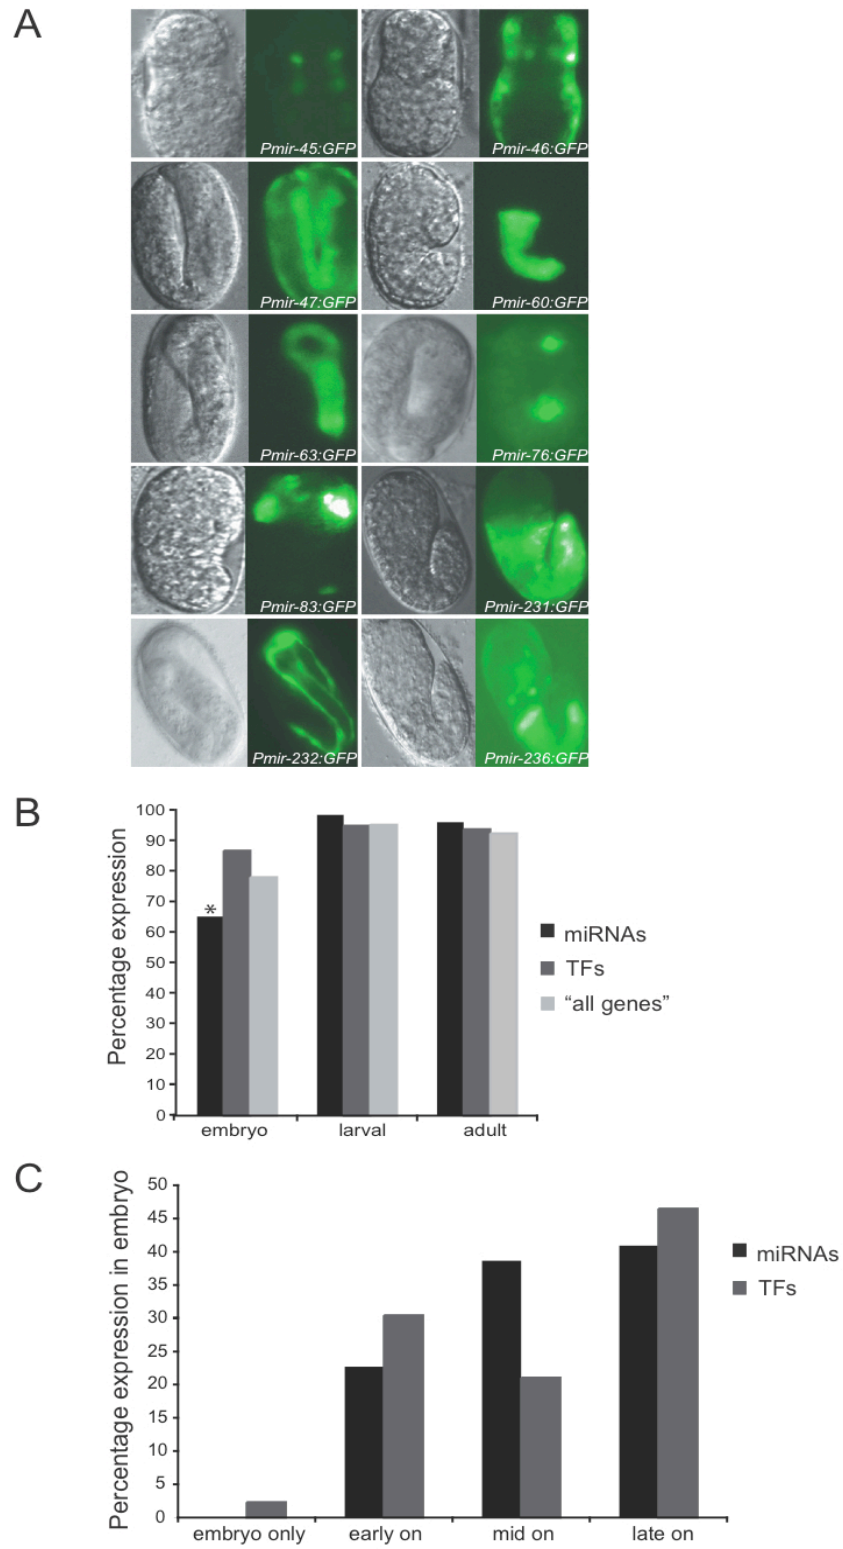 A
Pmir-45:GFP
Pmir-46:GFP
Pmir-47:GFP
Pmir-60:GFP
Pmir-63:GFP
Pmir-76:GFP
Pmir-83:GFP
Pmir-231:GFP
Pmir-232:GFP
Pmir-236:GFP
B
Percentage expression
100
90
80
70
60
50
40
30
20
10
0
*
embryo
larval
adult
miRNAs
TFs
“all genes”
C
Percentage expression in embryo
50
45
40
35
30
25
20
15
10
5
0
embryo only
early on
mid on
late on
miRNAs
TFs